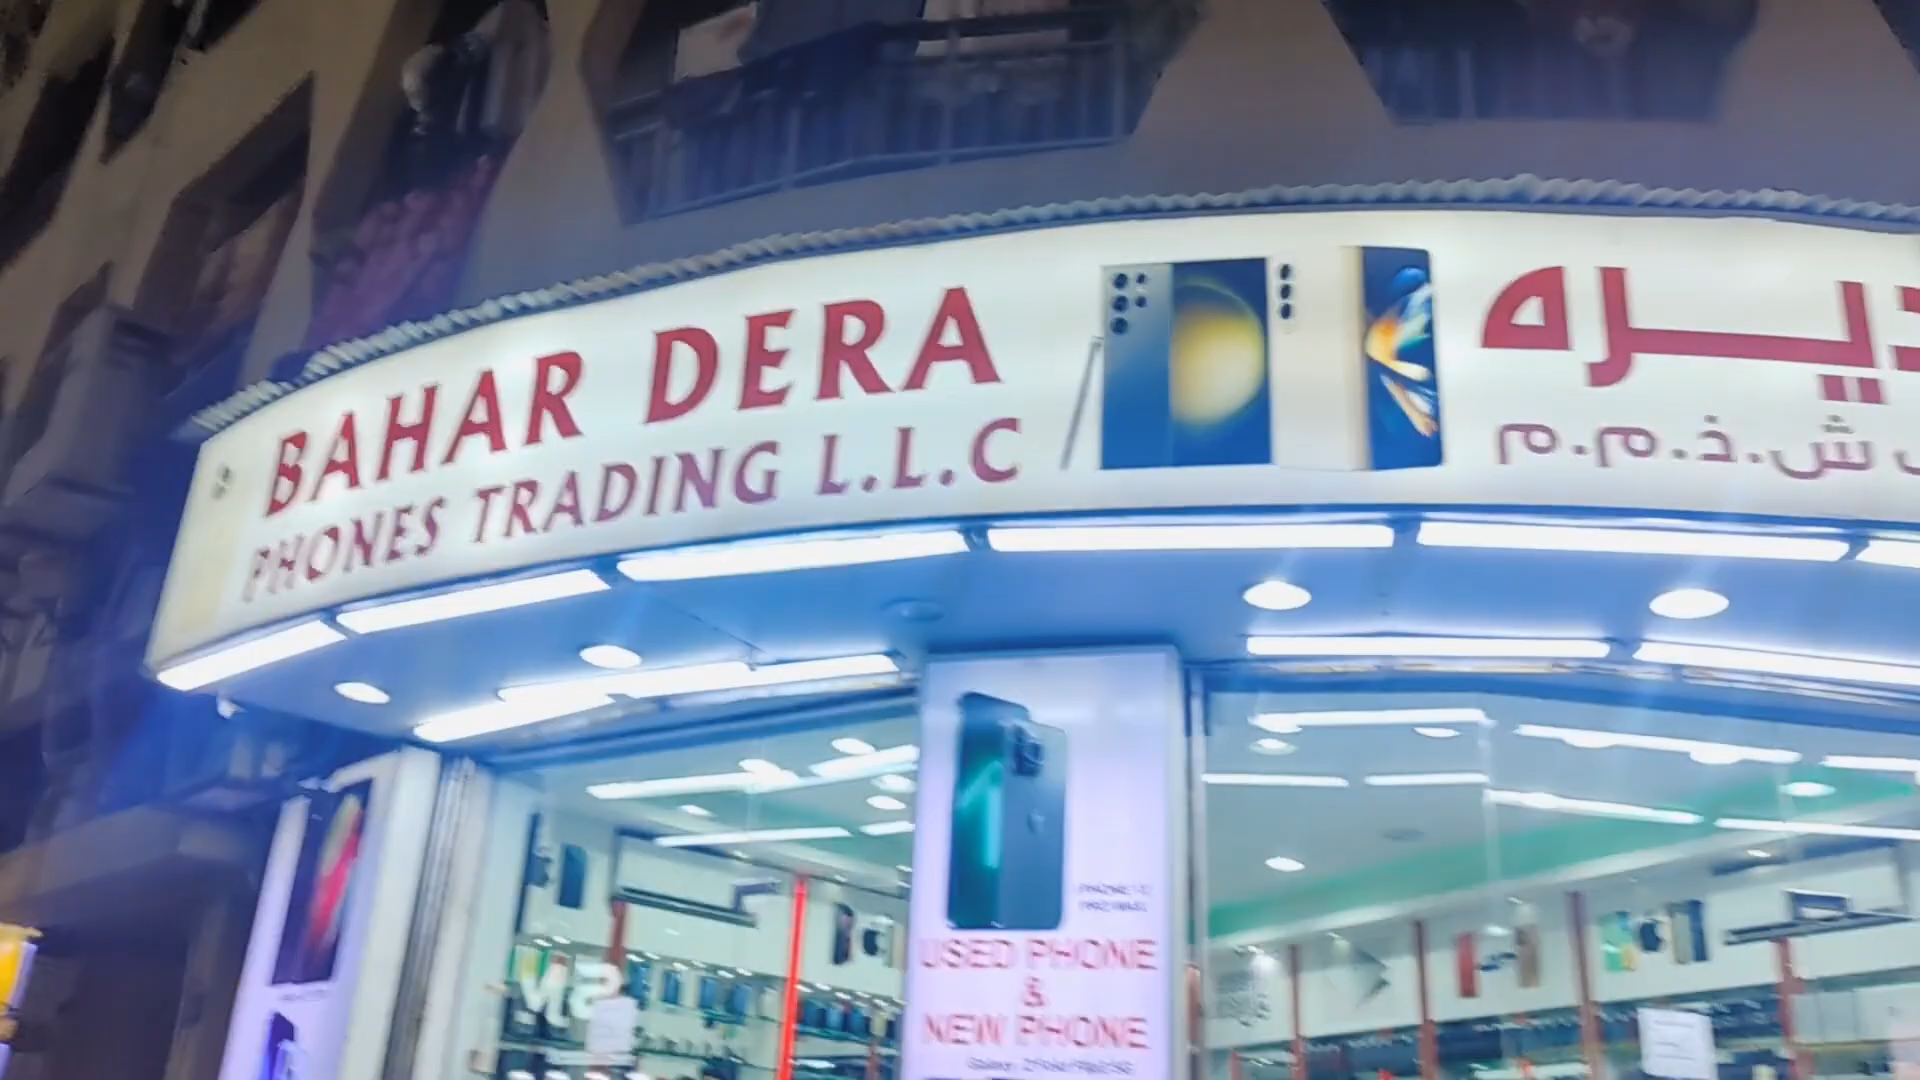 BAHAR DERA
PHONES TRADING L.L.C
ديره
ش.ذ.م.م
USED PHONE
&
NEW PHONE